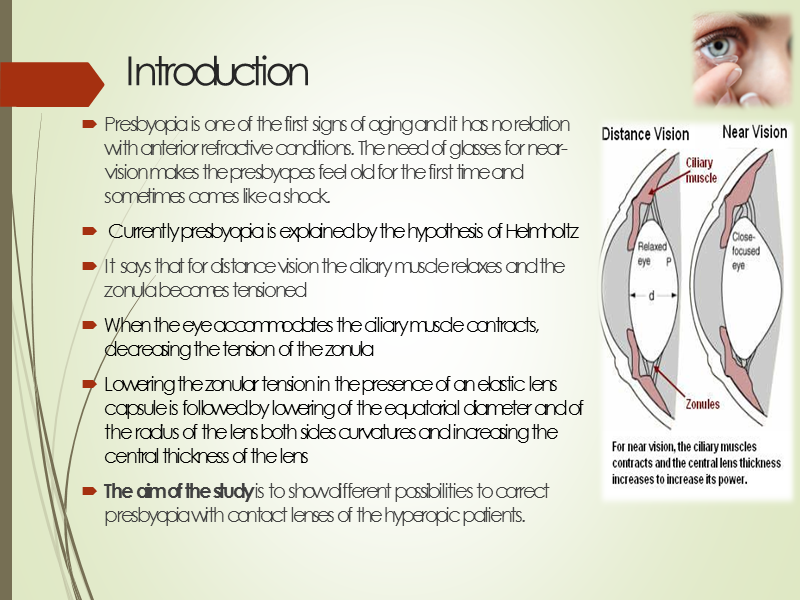 Introduction
Presbyopia is one of the first signs of aging and it has no relation
with anterior refractive conditions. The need of glasses for near-
vision makes the presbyopes feel old for the first time and
sometimes comes like a shock.
Currently presbyopia is explained by the hypothesis of Helmholtz
It says that for distance vision the ciliary muscle relaxes and the
zonula becomes tensioned
When the eye accommodates the ciliary muscle contracts,
decreasing the tension of the zonula
Lowering the zonular tension in the presence of an elastic lens
capsule is followed by lowering of the equatorial diameter and of
the radius of the lens both sides curvatures and increasing the
central thickness of the lens
The aim of the study is to show different possibilities to correct
presbyopia with contact lenses of the hyperopic patients.
Distance Vision Near Vision
Ciliary
muscle
Relaxed
eye P
Close-
focused
eye
d
Zonules
For near vision, the ciliary muscles
contracts and the central lens thickness
increases to increase its power.